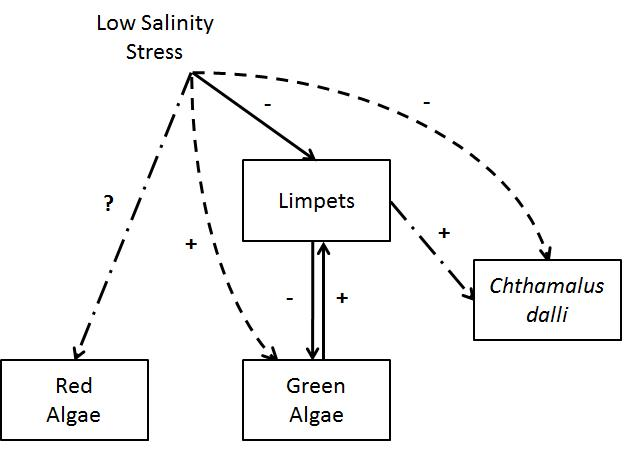 Low Salinity
Stress
-
-
Limpets
?
+
+
Chthamalus
dalli
-
+
Red
Algae
Green
Algae